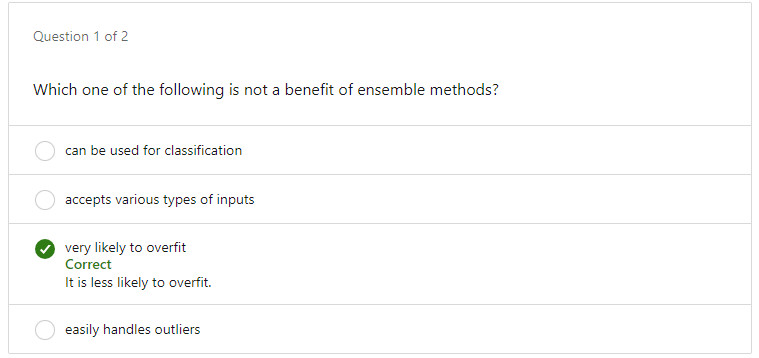 Question 1 of 2
Which one of the following is not a benefit of ensemble methods?
can be used for classification
accepts various types of inputs
very likely to overfit
Correct
It is less likely to overfit.
easily handles outliers